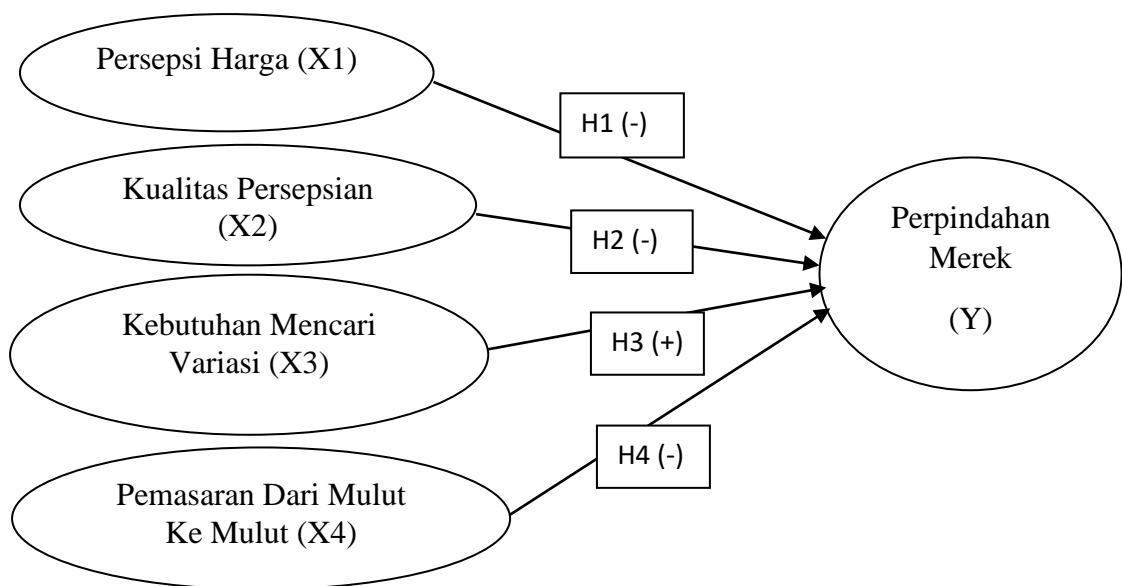 Persepsi Harga (X1)
H1 (-)
Kualitas Persepsian
(X2)
H2 (-)
Perpindahan
Merek
(Y)
Kebutuhan Mencari
Variasi (X3)
H3 (+)
Pemasaran Dari Mulut
Ke Mulut (X4)
H4 (-)